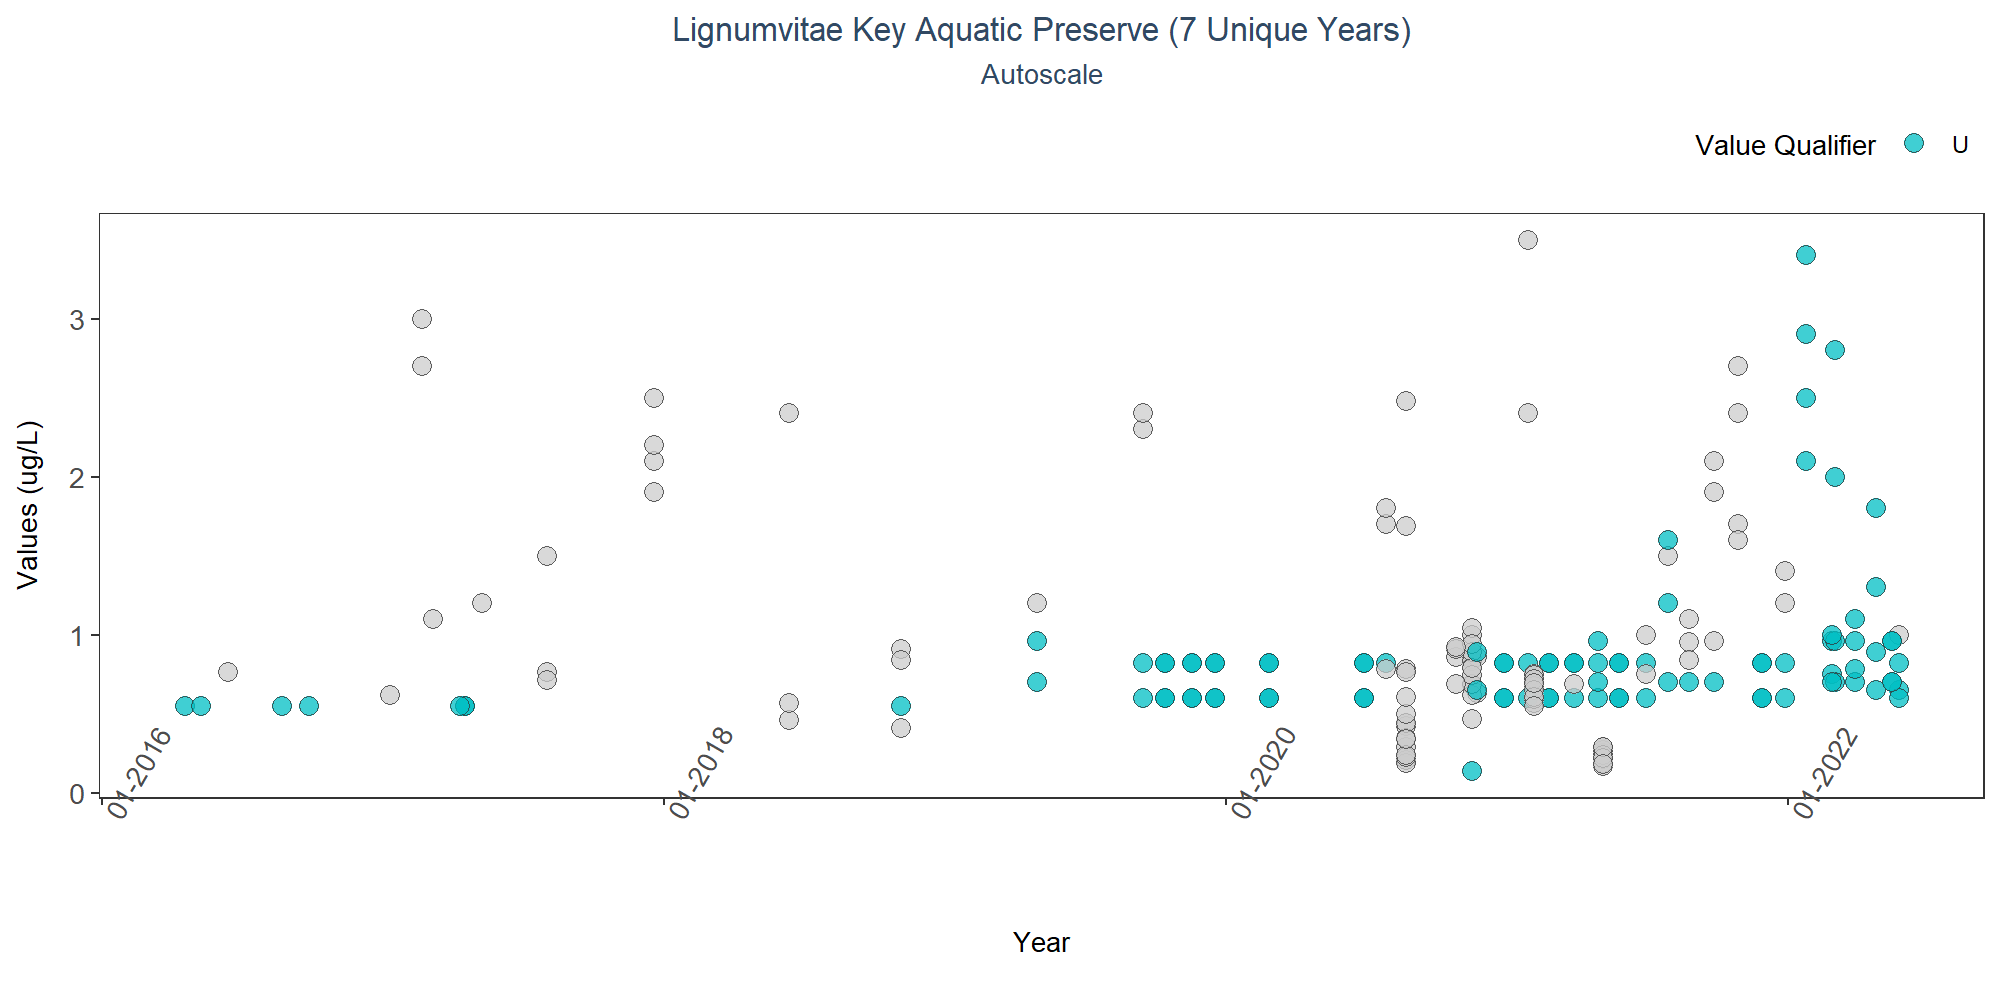 Lignumvitae Key Aquatic Preserve (7 Unique Years)
Autoscale
Value Qualifier U
Values (ug/L)
3
2
1
0
01-2016 01-2018 01-2020 01-2022
Year